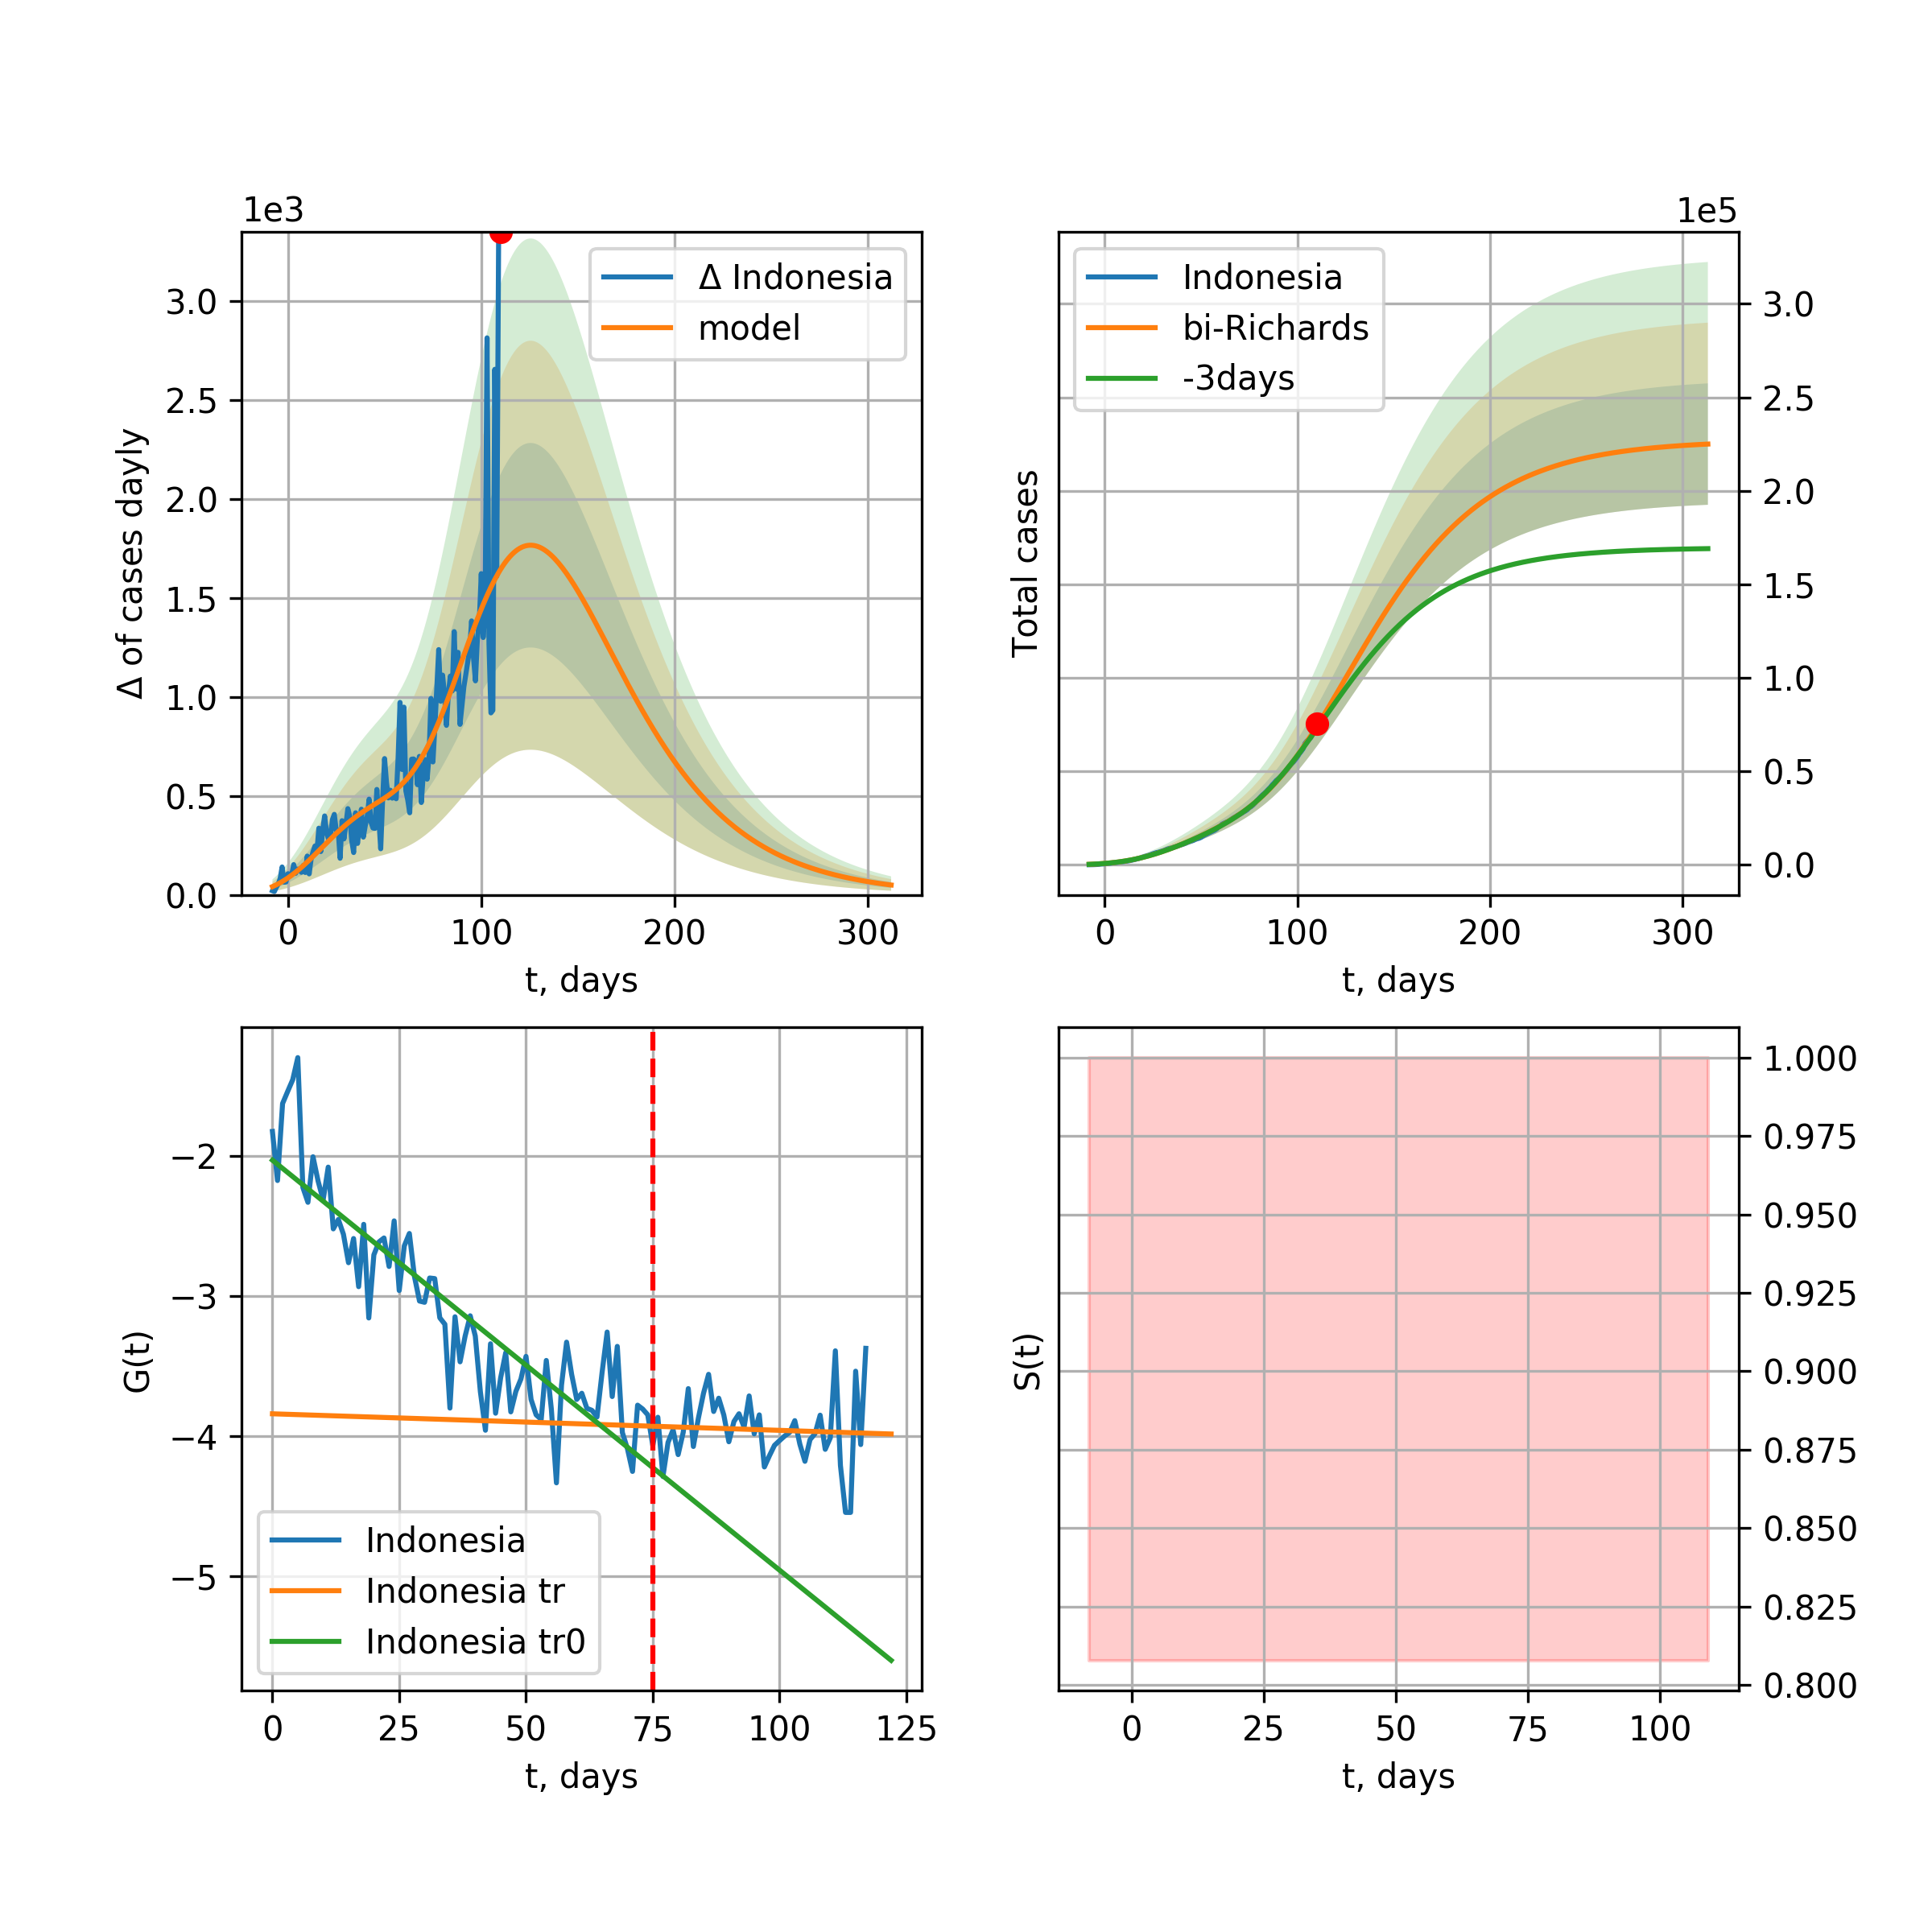 1e3
Δ of cases dayly
3.0
2.5
2.0
1.5
1.0
0.5
0.0
Δ Indonesia
model
0 100 200 300
t, days
1e5
Total cases
Indonesia
bi-Richards
-3days
3.0
2.5
2.0
1.5
1.0
0.5
0.0
0 100 200 300
t, days
G(t)
−2
−3
−4
−5
Indonesia
Indonesia tr
Indonesia tr0
0 25 50 75 100 125
t, days
S(t)
1.000
0.975
0.950
0.925
0.900
0.875
0.850
0.825
0.800
0 25 50 75 100
t, days